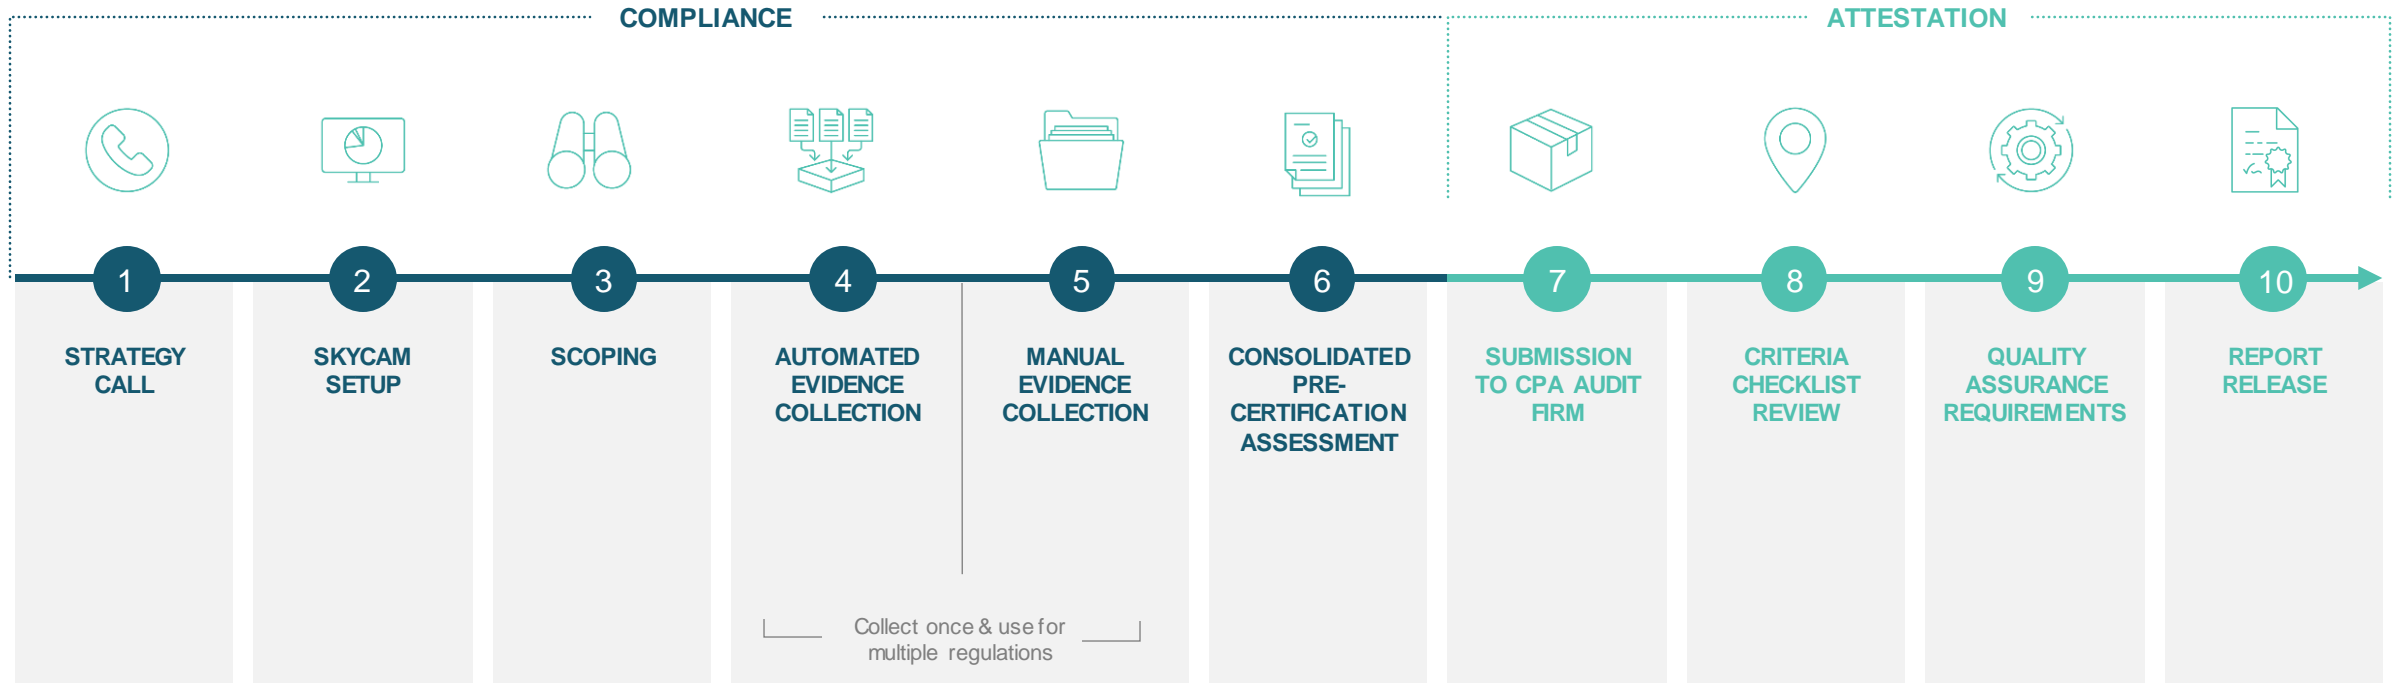 COMPLIANCE
ATTESTATION
1
2
3
4
5
6
7
8
9
10
STRATEGY
CALL
SKYCAM
SETUP
SCOPING
AUTOMATED
EVIDENCE
COLLECTION
MANUAL
EVIDENCE
COLLECTION
CONSOLIDATED
PRE-
CERTIFICATION
ASSESSMENT
SUBMISSION
TO CPA AUDIT
FIRM
CRITERIA
CHECKLIST
REVIEW
QUALITY
ASSURANCE
REQUIREMENTS
REPORT
RELEASE
Collect once & use for
multiple regulations